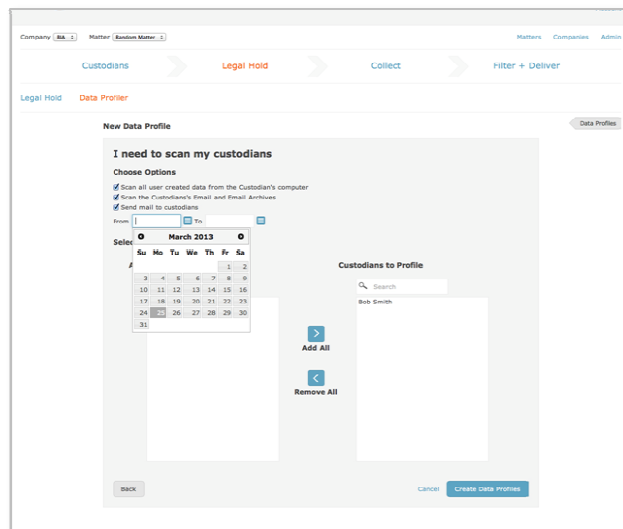 Company BIA Matter Random Matter Matters Companies Admin
Custodians Legal Hold Collect Filter + Deliver
Legal Hold Data Profiler
Data Profiles
New Data Profile
I need to scan my custodians
Choose Options
Scan all user created data from the Custodian's computer
Scan the Custodian's Email and Email Archives
Send mail to custodians
From To
March 2013
Su Mo Tu We Th Fr Sa
1 2
3 4 5 6 7 8 9
10 11 12 13 14 15 16
17 18 19 20 21 22 23
24 25 26 27 28 29 30
31
Selec
Custodians to Profile
Search
Bob Smith
Add All
Remove All
Back Cancel Create Data Profiles